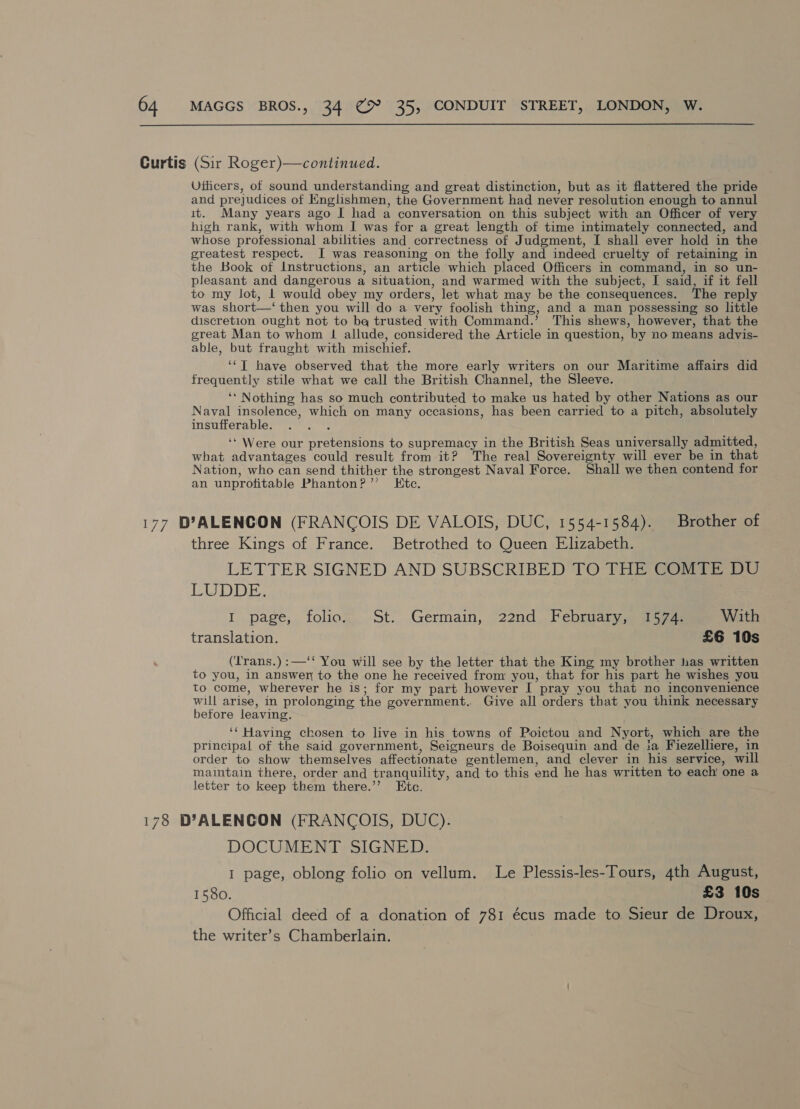 64 MAGGS BROS., 34 & 35, CONDUIT STREET, LONDON, W.
Curtis (Sir Roger)—continued.
Officers, of sound understanding and great distinction, but as it flattered the pride
and prejudices of Englishmen, the Government had never resolution enough to annul
it. Many years ago I had a conversation on this subject with an Officer of very
high rank, with whom I was for a great length of time intimately connected, and
whose professional abilities and correctness of Judgment, I shall ever hold in the
greatest respect. I was reasoning on the folly and indeed cruelty of retaining in
the Book of Instructions, an article which placed Officers in command, in so un-
pleasant and dangerous a situation, and warmed with the subject, I said, if it fell
to my lot, I would obey my orders, let what may be the consequences. The reply
was short—‘ then you will do a very foolish thing, and a man possessing so little
discretion ought not to be trusted with Command.’ This shews, however, that the
great Man to whom I allude, considered the Article in question, by no means advis-
able, but fraught with mischief.
“I have observed that the more early writers on our Maritime affairs did
frequently stile what we call the British Channel, the Sleeve.
“Nothing has so much contributed to make us hated by other Nations as our
Naval insolence, which on many occasions, has been carried to a pitch, absolutely
insufferable. . . .
“Were our pretensions to supremacy in the British Seas universally admitted,
what advantages could result from it? The real Sovereignty will ever be in that
Nation, who can send thither the strongest Naval Force. Shall we then contend for
an unprofitable Phanton?” Etc.
177 D’ALENCON (FRANÇOIS DE VALOIS, DUC, 1554-1584). Brother of
three Kings of France. Betrothed to Queen Elizabeth.
LETTER SIGNED AND SUBSCRIBED TO THE COMTE DU
LUDDE.
1 page, folio. St. Germain, 22nd February, 1574. With
translation. £6 10s
(Trans.):—“You will see by the letter that the King my brother has written
to you, in answer to the one he received from you, that for his part he wishes you
to come, wherever he is; for my part however I pray you that no inconvenience
will arise, in prolonging the government. Give all orders that you think necessary
before leaving.
“Having chosen to live in his towns of Poictou and Nyort, which are the
principal of the said government, Seigneurs de Boisequin and de la Fiezelliere, in
order to show themselves affectionate gentlemen, and clever in his service, will
maintain there, order and tranquility, and to this end he has written to each one a
letter to keep them there.” Etc.
178 D’ALENCON (FRANÇOIS, DUC).
DOCUMENT SIGNED.
1 page, oblong folio on vellum. Le Plessis-les-Tours, 4th August,
1580. £3 10s
Official deed of a donation of 781 écus made to Sieur de Droux,
the writer’s Chamberlain.